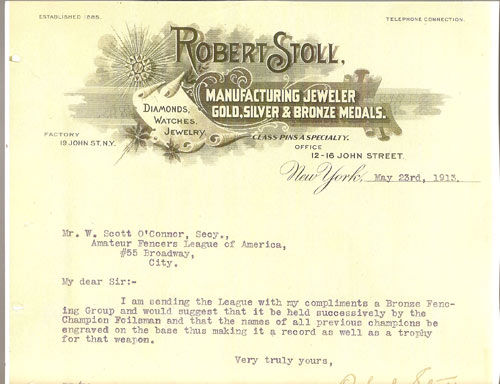 ESTABLISHED 1885.
TELEPHONE CONNECTION.
ROBERT STOLL,
MANUFACTURING JEWELER
GOLD, SILVER & BRONZE MEDALS.
DIAMONDS,
WATCHES,
JEWELRY.
CLASS PINS A SPECIALTY.
FACTORY
19 JOHN ST. N.Y.
OFFICE
12-16 JOHN STREET.
New York, May 23rd, 1913.
Mr. W. Scott O'Connor, Secy.,
Amateur Fencers League of America,
#55 Broadway,
City.
My dear Sir:-
I am sending the League with my compliments a Bronze Fenc-
ing Group and would suggest that it be held successively by the
Champion Foilsman and that the names of all previous champions be
engraved on the base thus making it a record as well as a trophy
for that weapon.
Very truly yours,